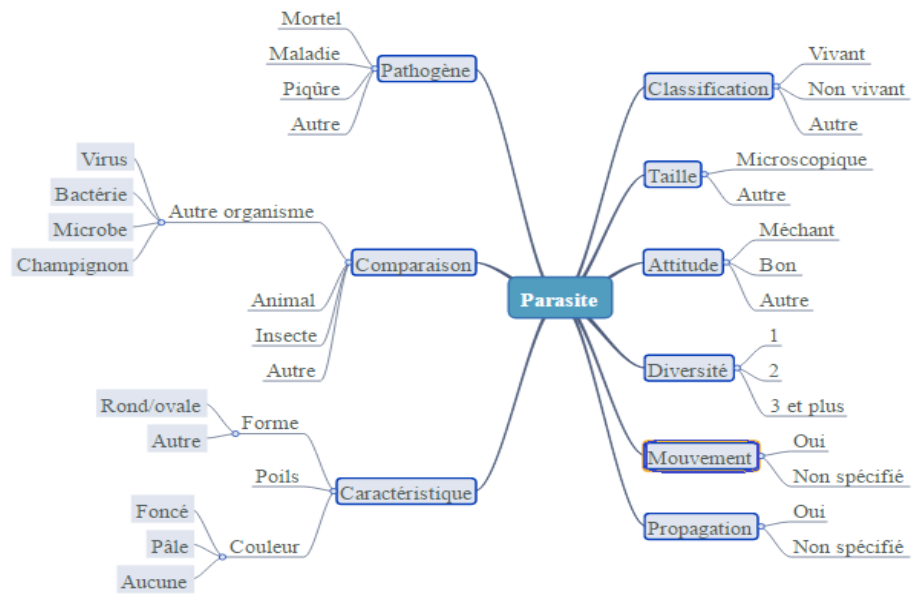 Parasite
Pathogène
Mortel
Maladie
Piqûre
Autre
Comparaison
Autre organisme
Virus
Bactérie
Microbe
Champignon
Animal
Insecte
Autre
Caractéristique
Forme
Rond/ovale
Autre
Poils
Couleur
Foncé
Pâle
Aucune
Classification
Vivant
Non vivant
Autre
Taille
Microscopique
Autre
Attitude
Méchant
Bon
Autre
Diversité
1
2
3 et plus
Mouvement
Oui
Non spécifié
Propagation
Oui
Non spécifié